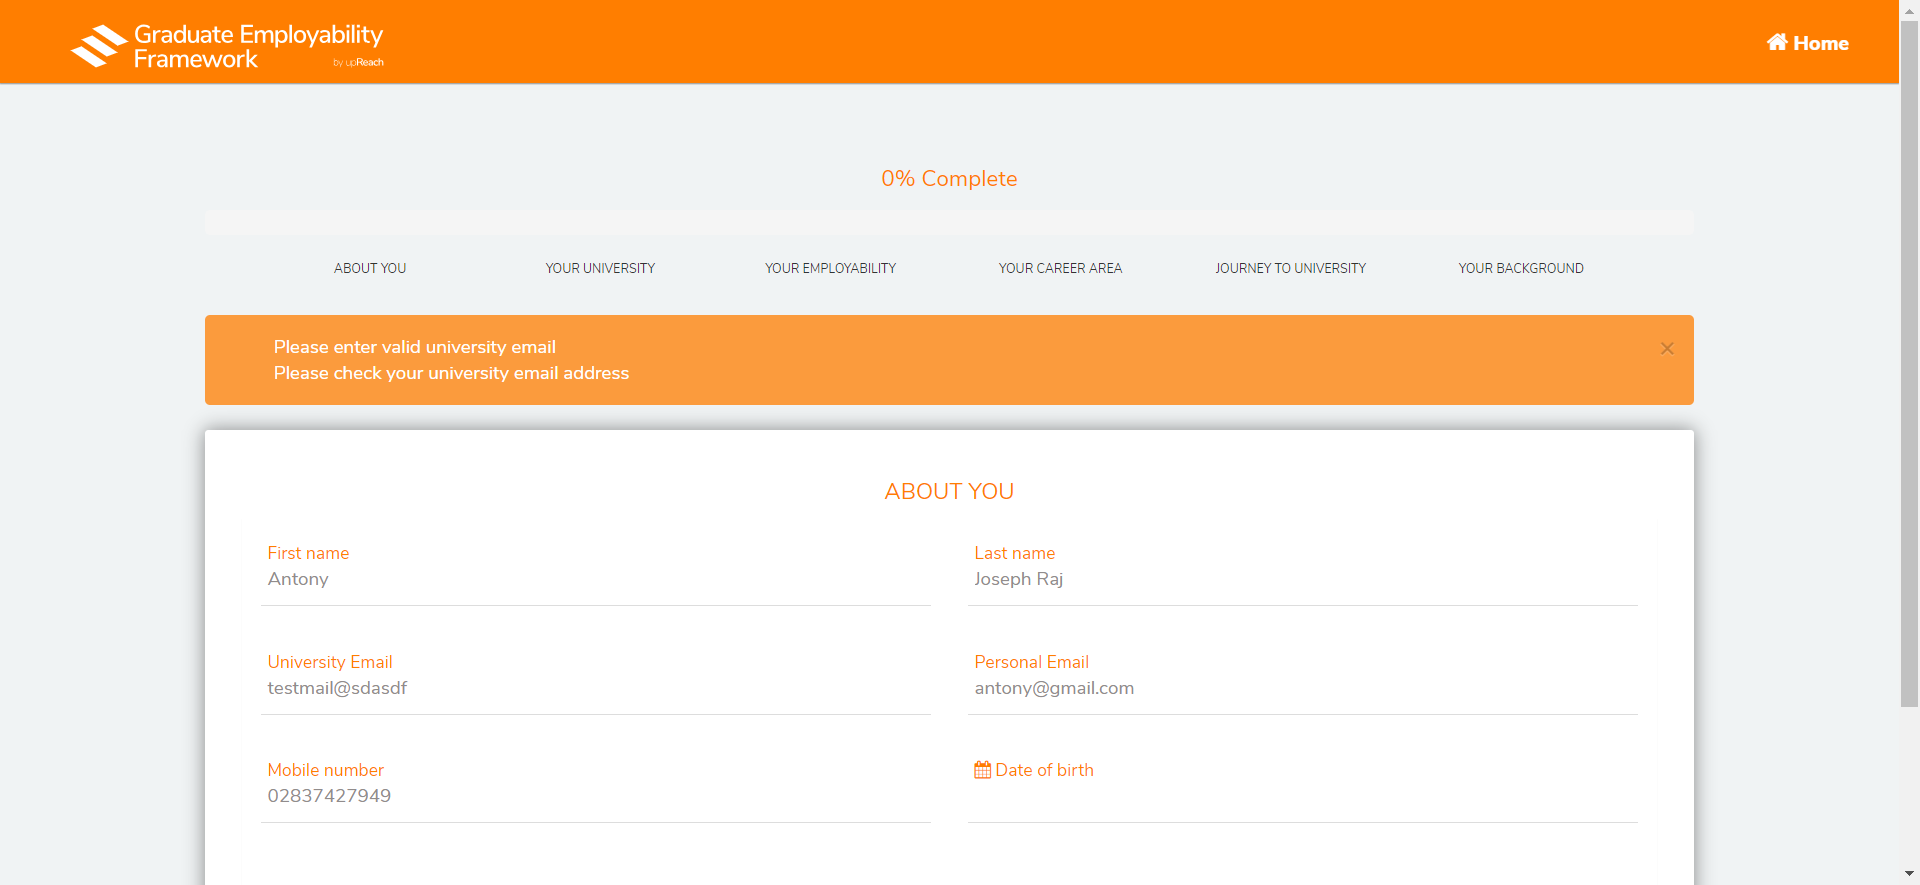 Graduate Employability
Framework
by upReach
Home
0% Complete
ABOUT YOU
YOUR UNIVERSITY
YOUR EMPLOYABILITY
YOUR CAREER AREA
JOURNEY TO UNIVERSITY
YOUR BACKGROUND
Please enter valid university email
×
Please check your university email address
ABOUT YOU
First name
Antony
Last name
Joseph Raj
University Email
testmail@sdasdf
Personal Email
antony@gmail.com
Mobile number
02837427949
Date of birth